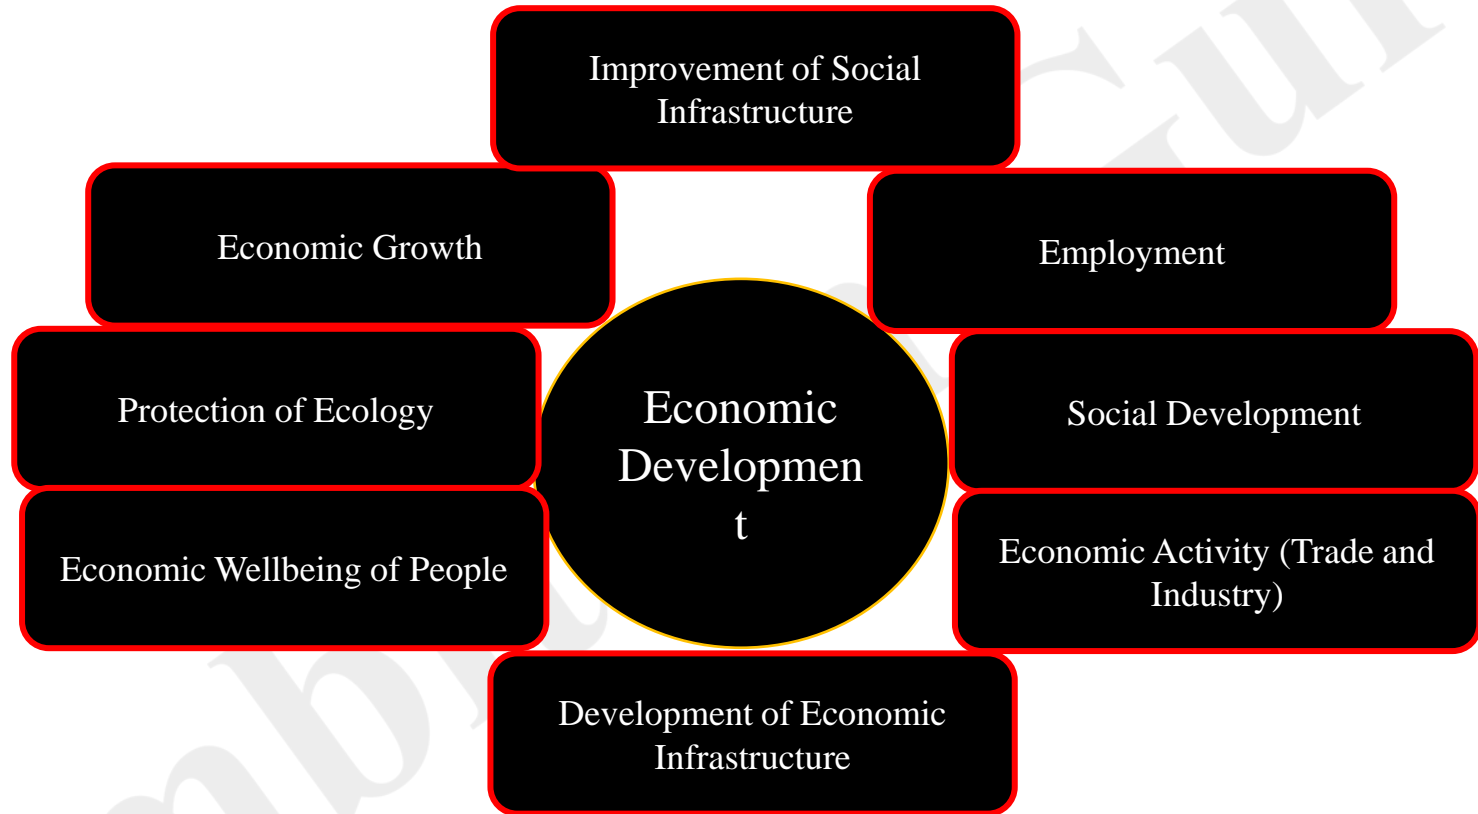 Improvement of Social
Infrastructure
Economic Growth
Employment
Protection of Ecology
Economic
Developmen
t
Social Development
Economic Wellbeing of People
Economic Activity (Trade and
Industry)
Development of Economic
Infrastructure